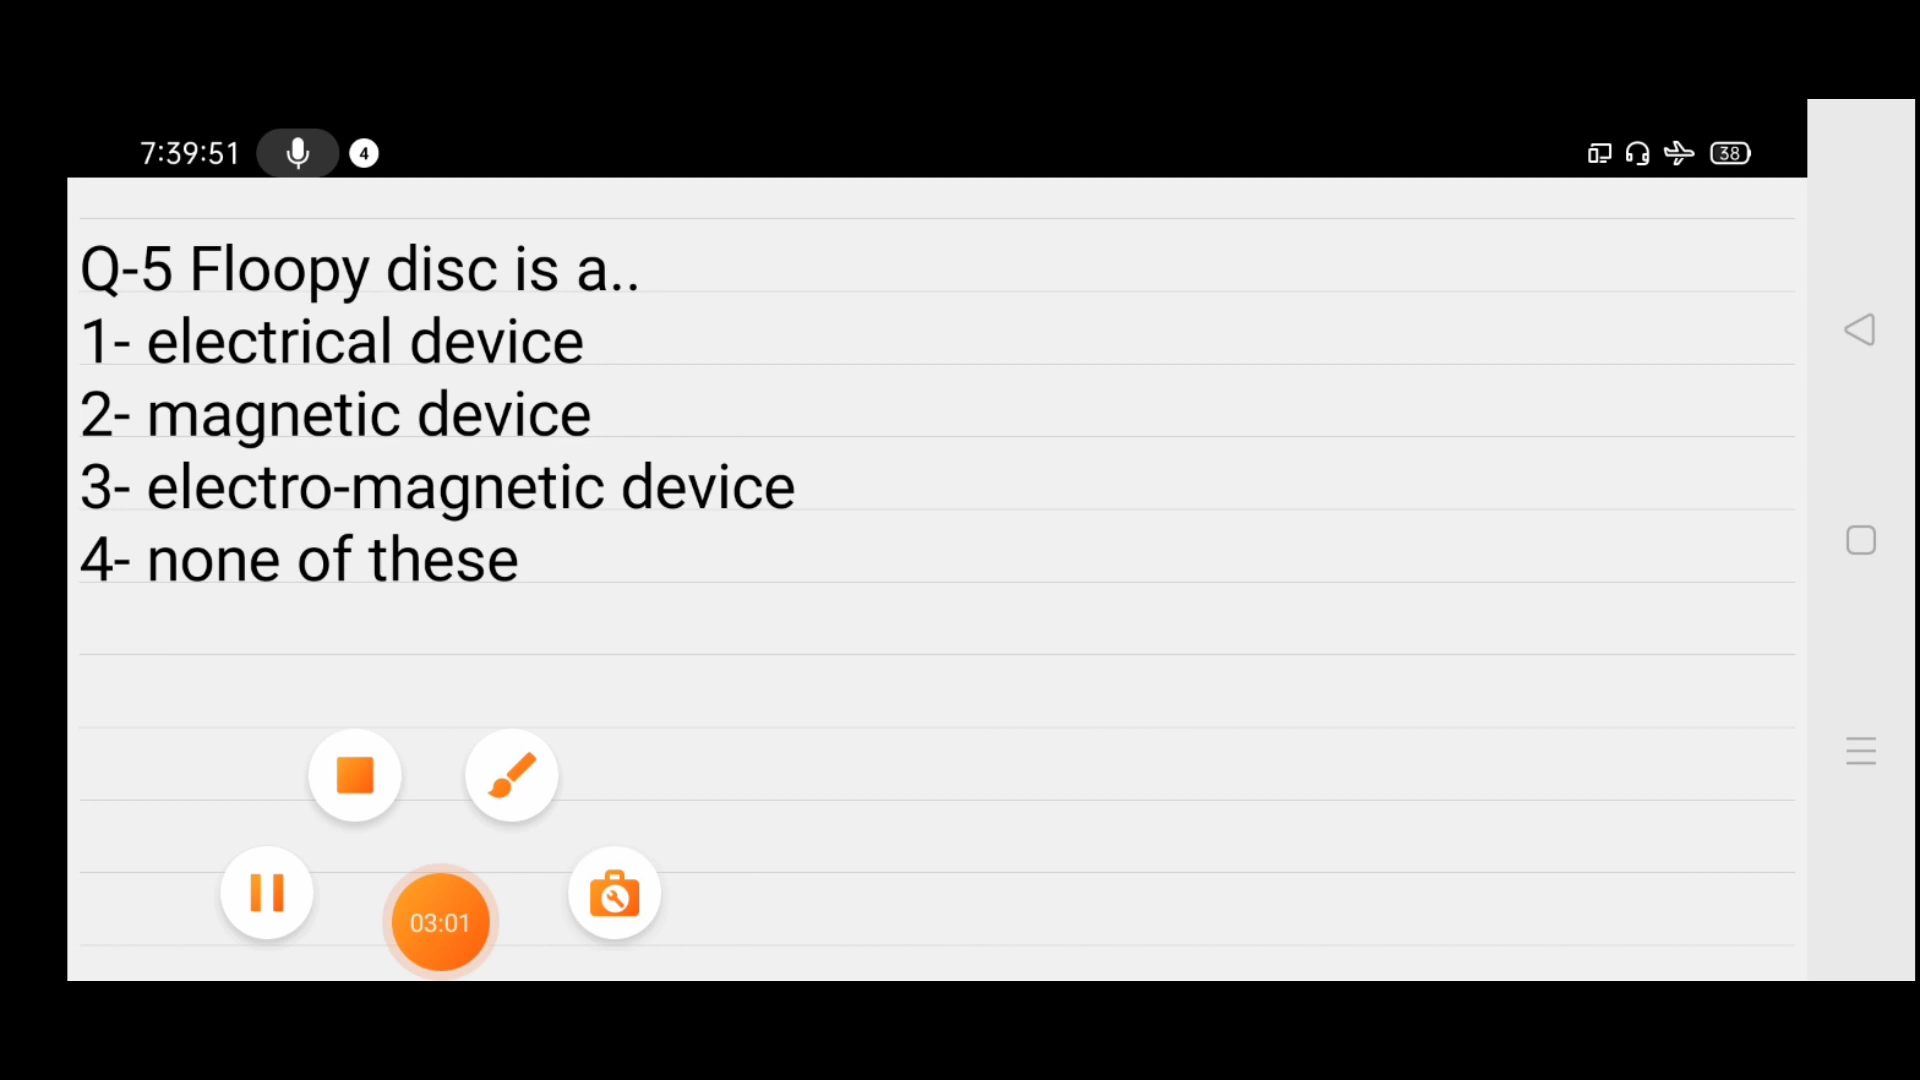 7:39:51 4 38
Q-5 Floopy disc is a..
1- electrical device
2- magnetic device
3- electro-magnetic device
4- none of these
03:01